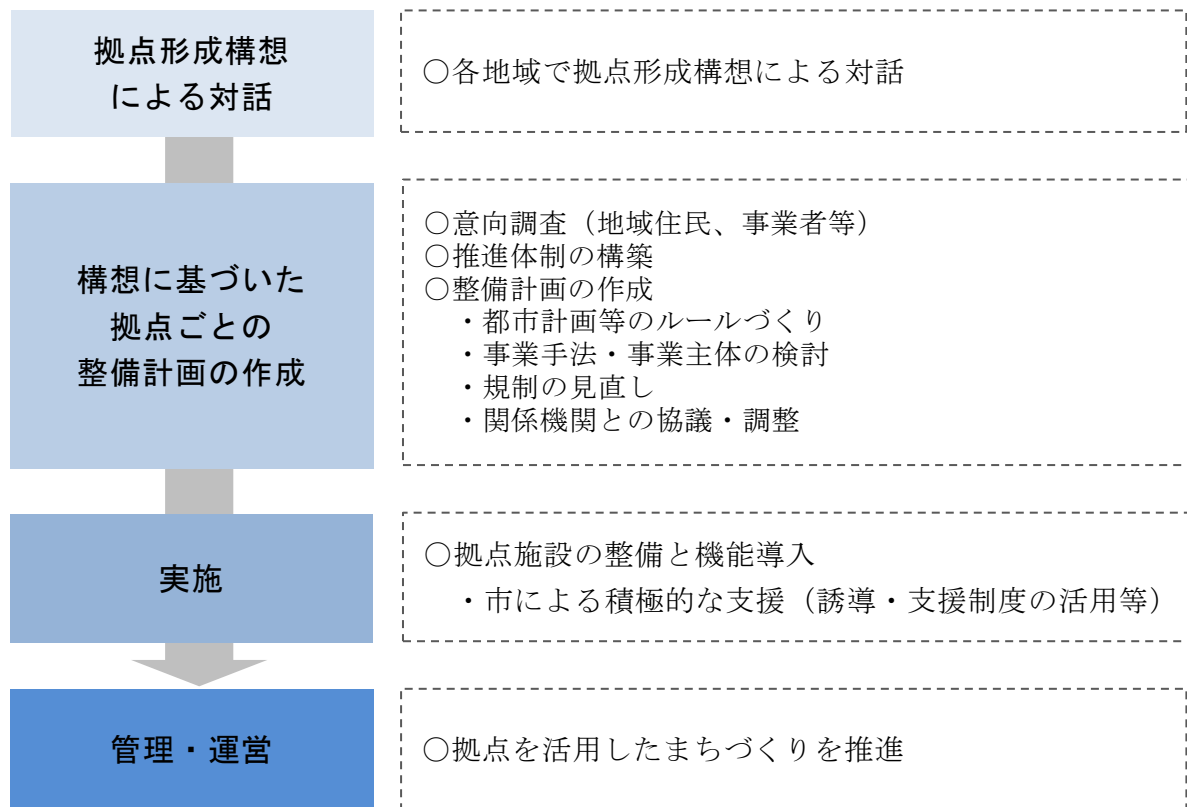 拠点形成構想
による対話
○各地域で拠点形成構想による対話
構想に基づいた
拠点ごとの
整備計画の作成
○意向調査（地域住民、事業者等）
○推進体制の構築
○整備計画の作成
・都市計画等のルールづくり
・事業手法・事業主体の検討
・規制の見直し
・関係機関との協議・調整
実施
○拠点施設の整備と機能導入
・市による積極的な支援（誘導・支援制度の活用等）
管理・運営
○拠点を活用したまちづくりを推進